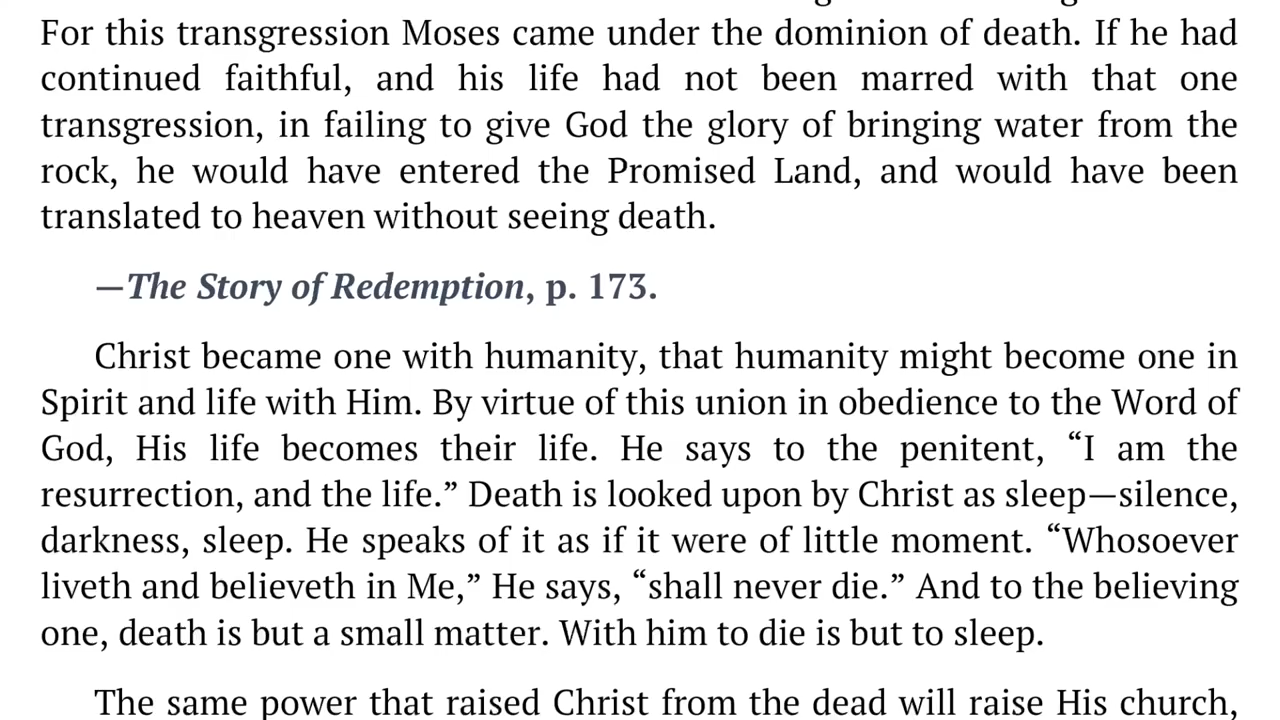 For this transgression Moses came under the dominion of death. If he had
continued faithful, and his life had not been marred with that one
transgression, in failing to give God the glory of bringing water from the
rock, he would have entered the Promised Land, and would have been
translated to heaven without seeing death.
—The Story of Redemption, p. 173.
Christ became one with humanity, that humanity might become one in
Spirit and life with Him. By virtue of this union in obedience to the Word of
God, His life becomes their life. He says to the penitent, “I am the
resurrection, and the life.” Death is looked upon by Christ as sleep—silence,
darkness, sleep. He speaks of it as if it were of little moment. “Whosoever
liveth and believeth in Me,” He says, “shall never die.” And to the believing
one, death is but a small matter. With him to die is but to sleep.
The same power that raised Christ from the dead will raise His church,